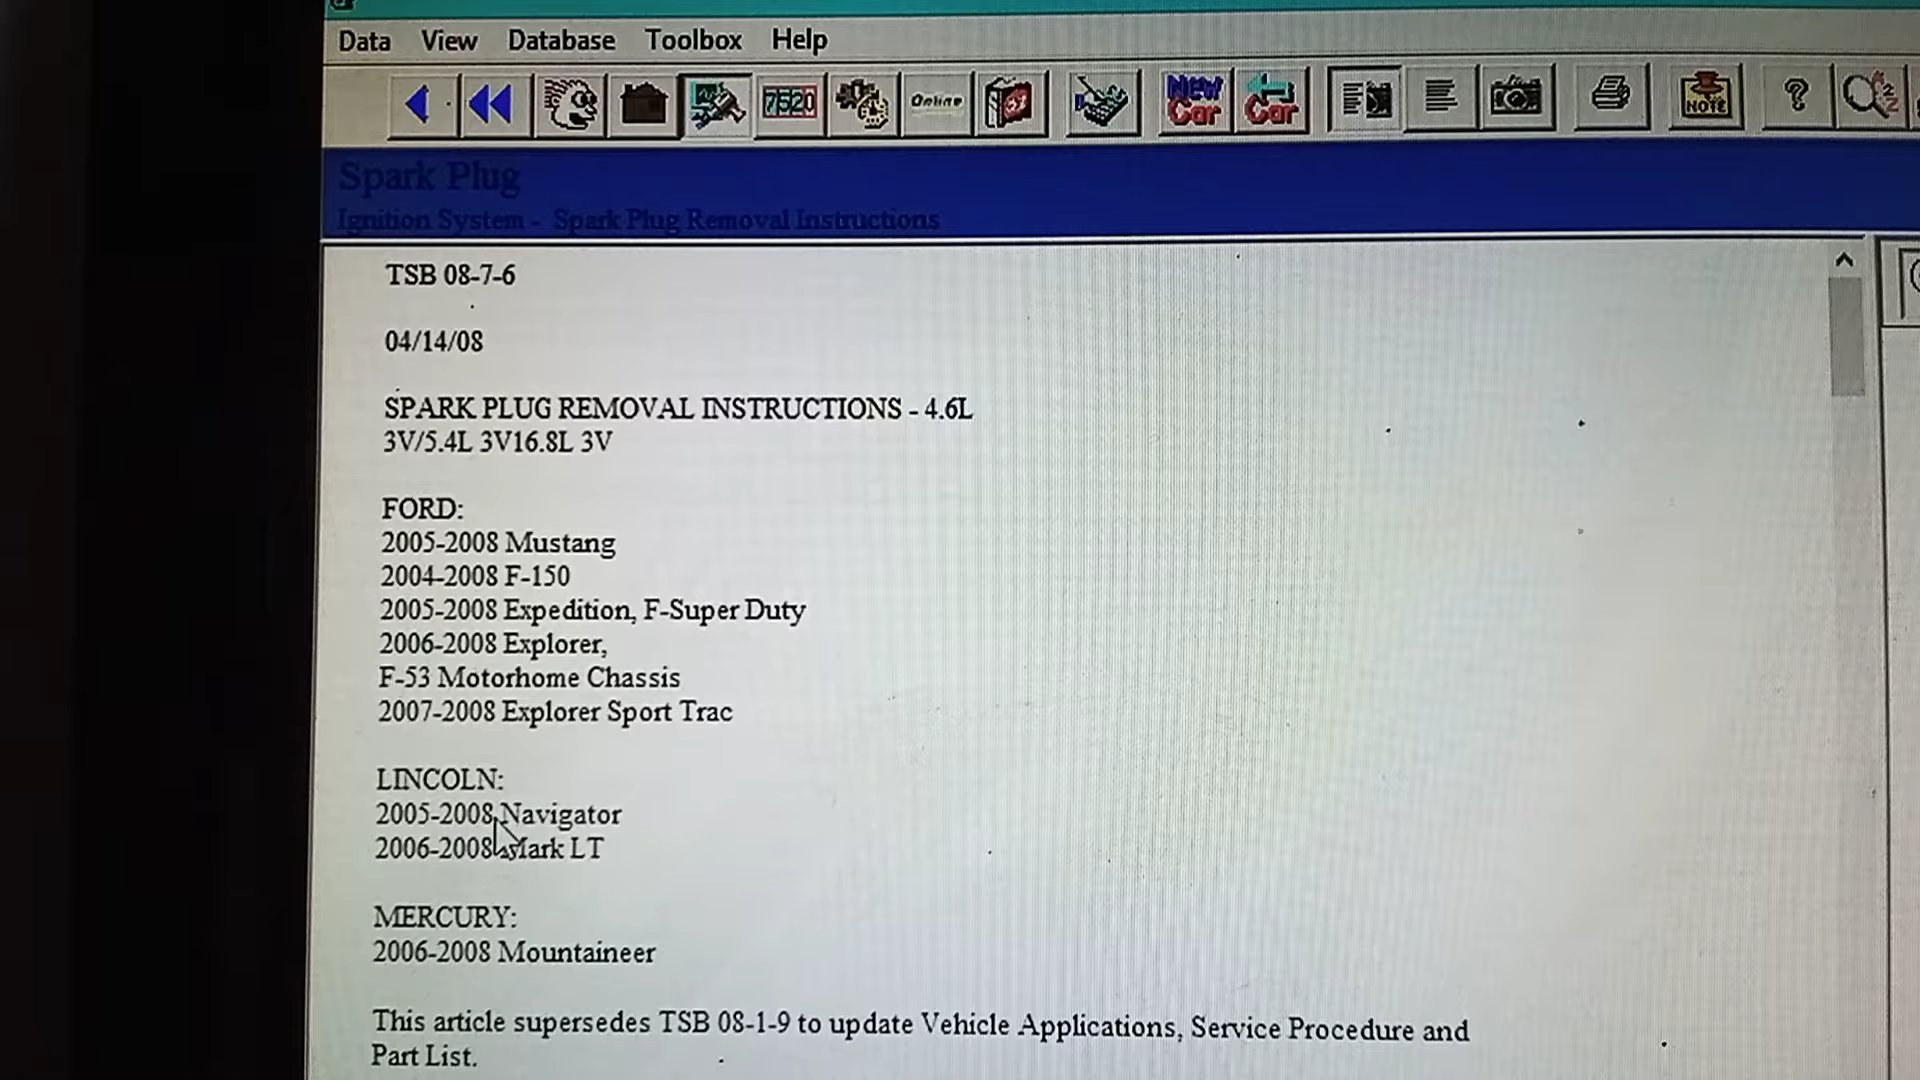 Data View Database Toolbox Help
7520 Online New Car Car NOTE ?
Spark Plug
Ignition System - Spark Plug Removal Instructions
TSB 08-7-6
04/14/08
SPARK PLUG REMOVAL INSTRUCTIONS - 4.6L
3V/5.4L 3V16.8L 3V
FORD:
2005-2008 Mustang
2004-2008 F-150
2005-2008 Expedition, F-Super Duty
2006-2008 Explorer,
F-53 Motorhome Chassis
2007-2008 Explorer Sport Trac
LINCOLN:
2005-2008 Navigator
2006-2008 Mark LT
MERCURY:
2006-2008 Mountaineer
This article supersedes TSB 08-1-9 to update Vehicle Applications, Service Procedure and
Part List.